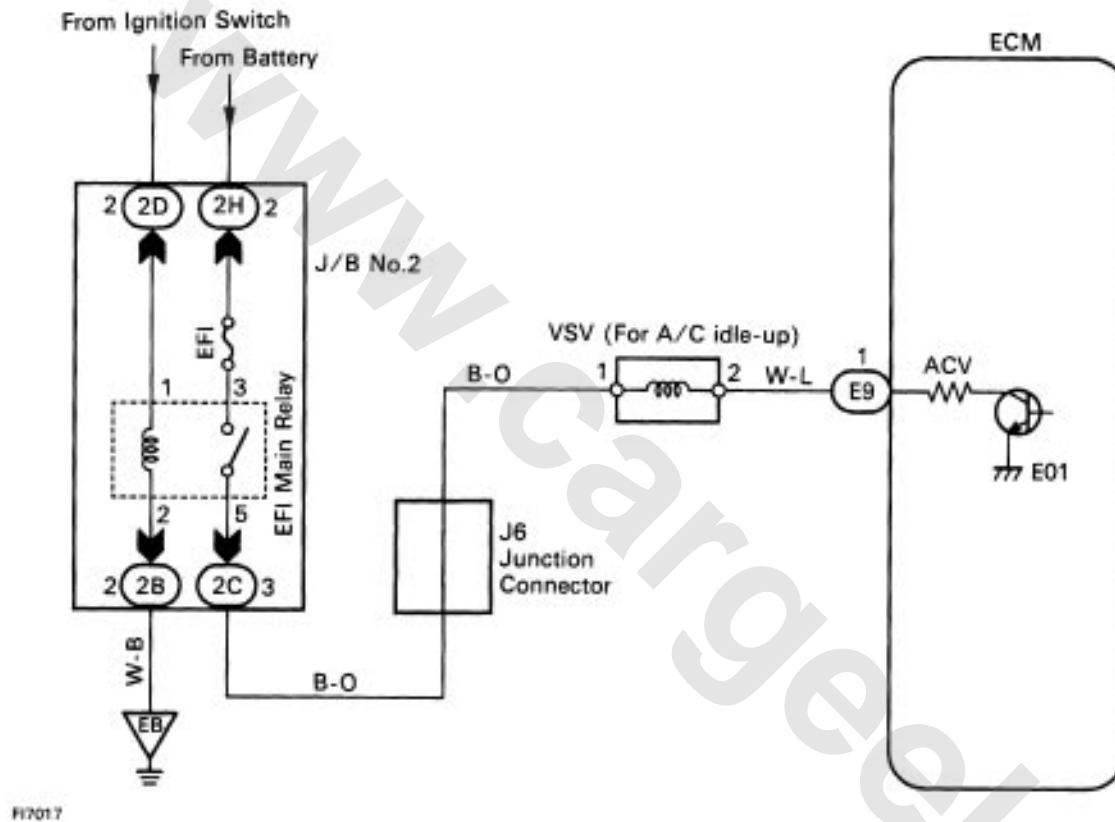 From Ignition Switch
From Battery
ECM
2 2D 2H 2
J/B No.2
EFI
1 3
EFI Main Relay
2 5
2 2B 2C 3
W-B
EB
B-O
J6
Junction
Connector
B-O
VSV (For A/C idle-up)
1 2
W-L
1
E9
ACV
E01
FI7017
www.cargeek